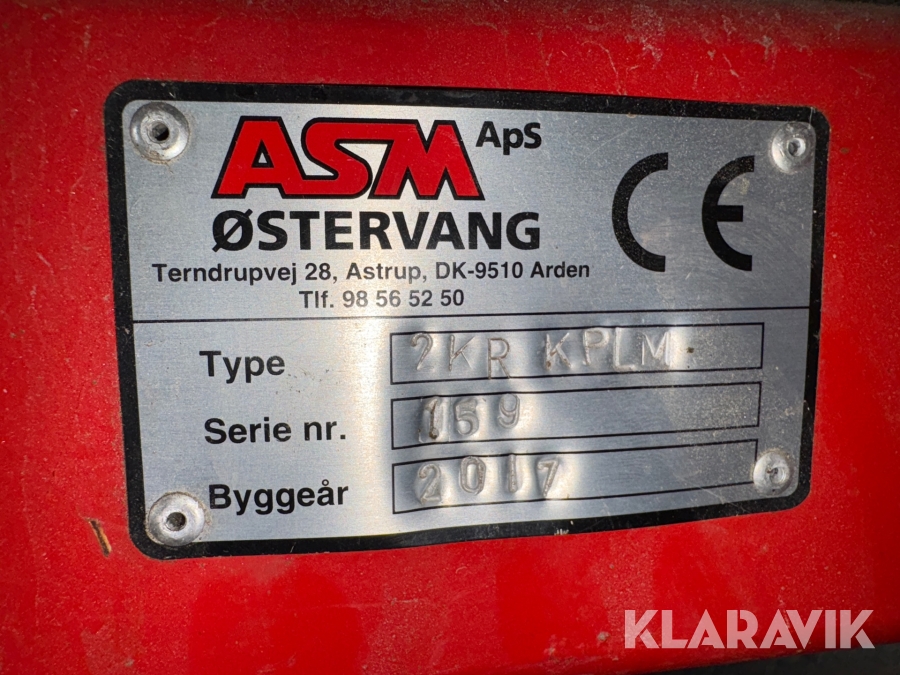 ASM ApS
ØSTERVANG
Terndrupvej 28, Astrup, DK-9510 Arden
Tlf. 98 56 52 50
CE
Type 2KR KPLM
Serie nr. 159
Byggeår 2017
KLARAVIK